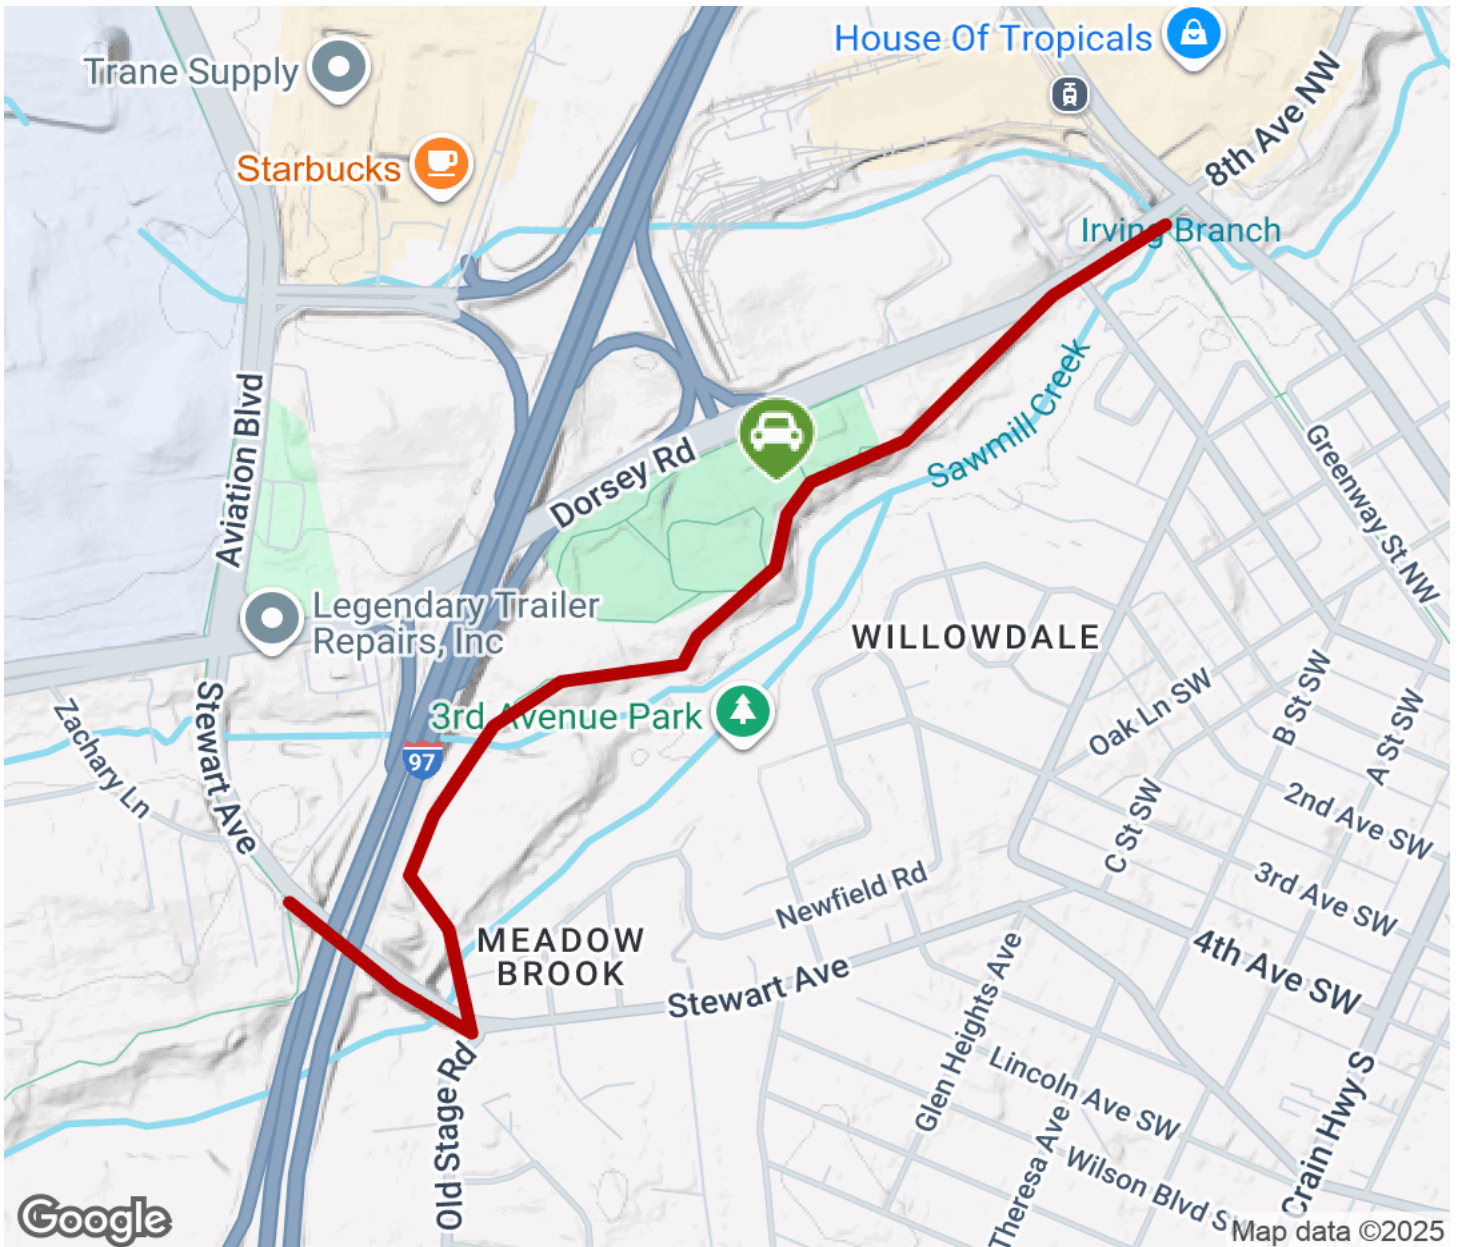 House Of Tropicals
Trane Supply
Starbucks
8th Ave NW
Irving Branch
Aviation Blvd
Dorsey Rd
Sawmill Creek
Greenway St NW
Legendary Trailer
Repairs, Inc
WILLOWDALE
Stewart Ave
Zachary Ln
3rd Avenue Park
97
Oak Ln SW
B St SW
A St SW
C St SW
2nd Ave SW
3rd Ave SW
Newfield Rd
4th Ave SW
MEADOW
BROOK
Stewart Ave
Glen Heights Ave
Old Stage Rd
Lincoln Ave SW
Theresa Ave
Wilson Blvd S
Crain Hwy S
Google
Map data ©2025